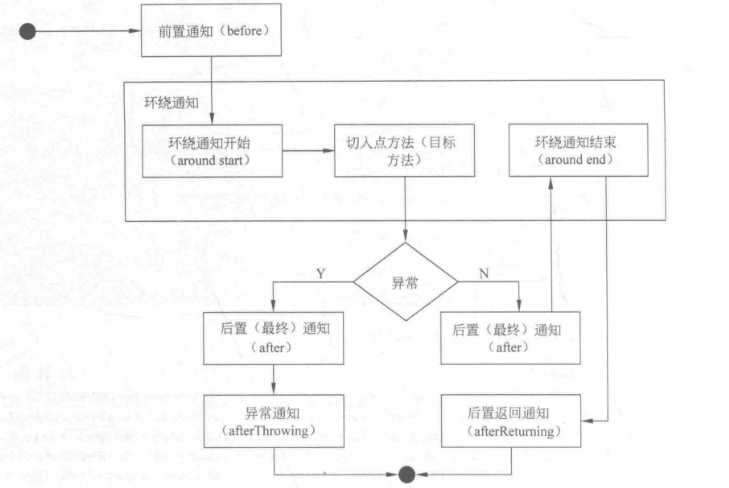 前置通知（before）
环绕通知
环绕通知开始
（around start）
切入点方法（目标
方法）
环绕通知结束
（around end）
异常
Y
N
后置（最终）通知
（after）
后置（最终）通知
（after）
异常通知
（afterThrowing）
后置返回通知
（afterReturning）